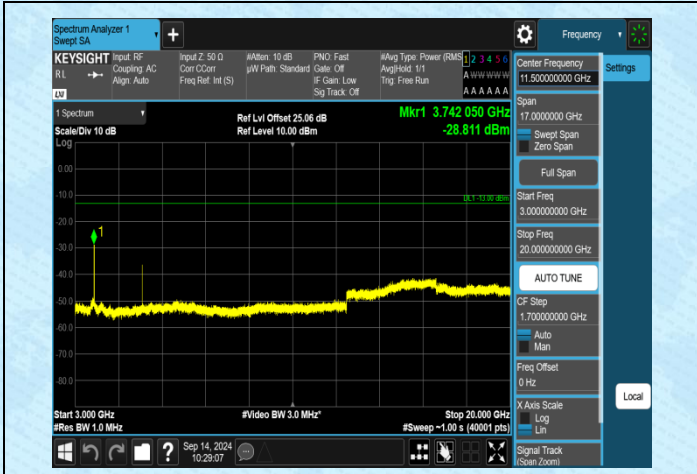 Spectrum Analyzer 1
Swept SA
Frequency
KEYSIGHT
RL
LXI
Input: RF
Coupling: AC
Align: Auto
Input Z: 50 Ω
Corr CCorr
Freq Ref: Int (S)
#Atten: 10 dB
µW Path: Standard
PNO: Fast
Gate: Off
IF Gain: Low
Sig Track: Off
#Avg Type: Power (RMS
Avg|Hold: 1/1
Trig: Free Run
1 2 3 4 5 6
A W W W W W
A A A A A A
1 Spectrum
Scale/Div 10 dB
Log
Ref Lvl Offset 25.06 dB
Ref Level 10.00 dBm
Mkr1 3.742 050 GHz
-28.811 dBm
0.00
-10.0
-20.0
-30.0
-40.0
-50.0
-60.0
-70.0
-80.0
DL1 -13.00 dBm
1
Start 3.000 GHz
#Res BW 1.0 MHz
#Video BW 3.0 MHz*
Stop 20.000 GHz
#Sweep ~1.00 s (40001 pts)
Center Frequency
11.500000000 GHz
Settings
Span
17.0000000 GHz
Swept Span
Zero Span
Full Span
Start Freq
3.000000000 GHz
Stop Freq
20.000000000 GHz
AUTO TUNE
CF Step
1.700000000 GHz
Auto
Man
Freq Offset
0 Hz
X Axis Scale
Log
Lin
Local
Signal Track
(Span Zoom)
?
Sep 14, 2024
10:29:07